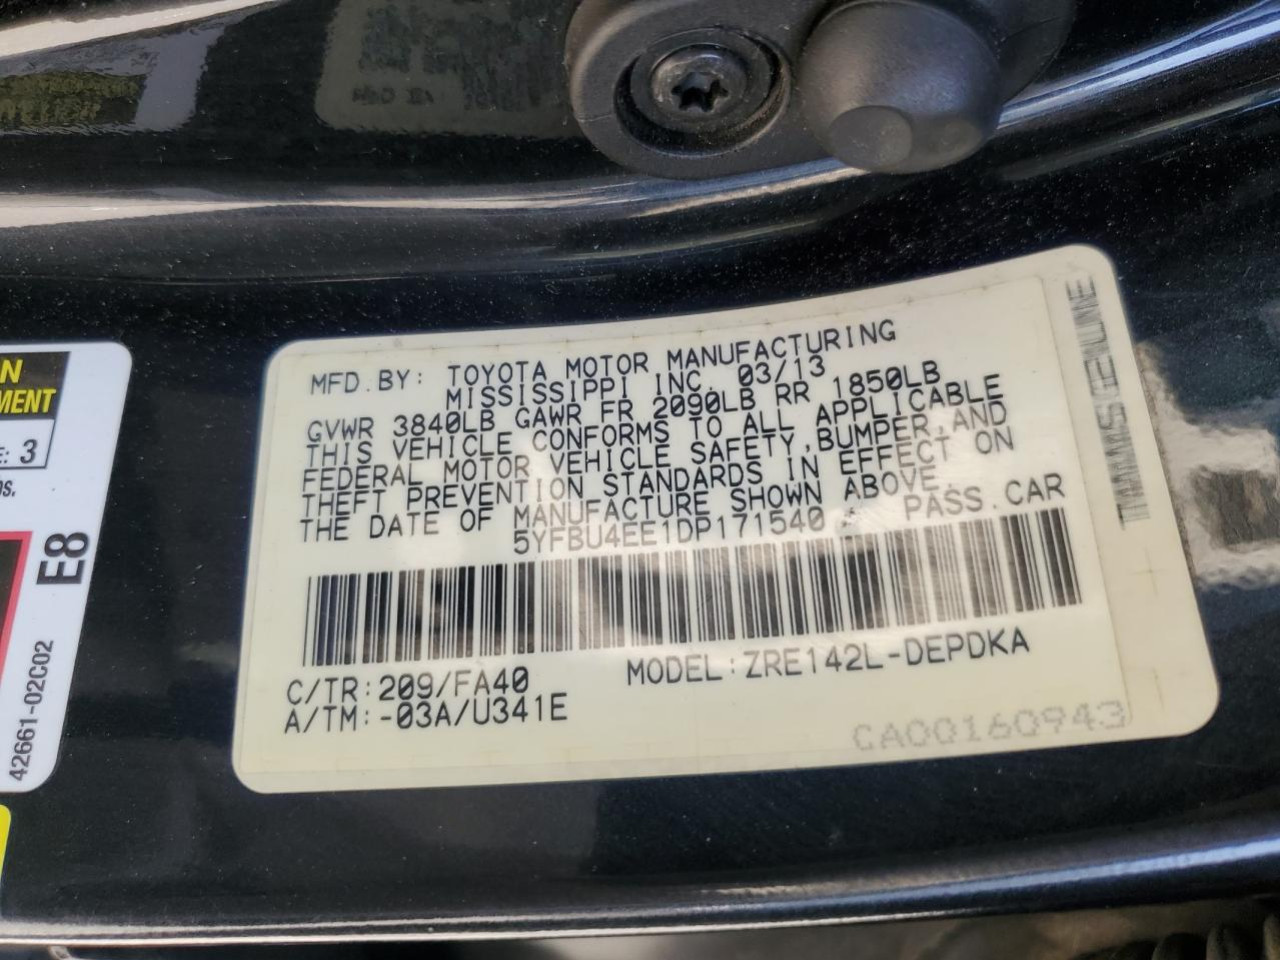 MFD.BY: TOYOTA MOTOR MANUFACTURING
MISSISSIPPI INC. 03/13
GVWR 3840LB GAWR FR 2090LB RR 1850LB
THIS VEHICLE CONFORMS TO ALL APPLICABLE
FEDERAL MOTOR VEHICLE SAFETY,BUMPER,AND
THEFT PREVENTION STANDARDS IN EFFECT ON
THE DATE OF MANUFACTURE SHOWN ABOVE.
5YFBU4EE1DP171540 PASS.CAR
MODEL:ZRE142L-DEPDKA
C/TR:209/FA40
A/TM:-03A/U341E
CA00160943
N
MENT
E: 3
E8
42661-02C02